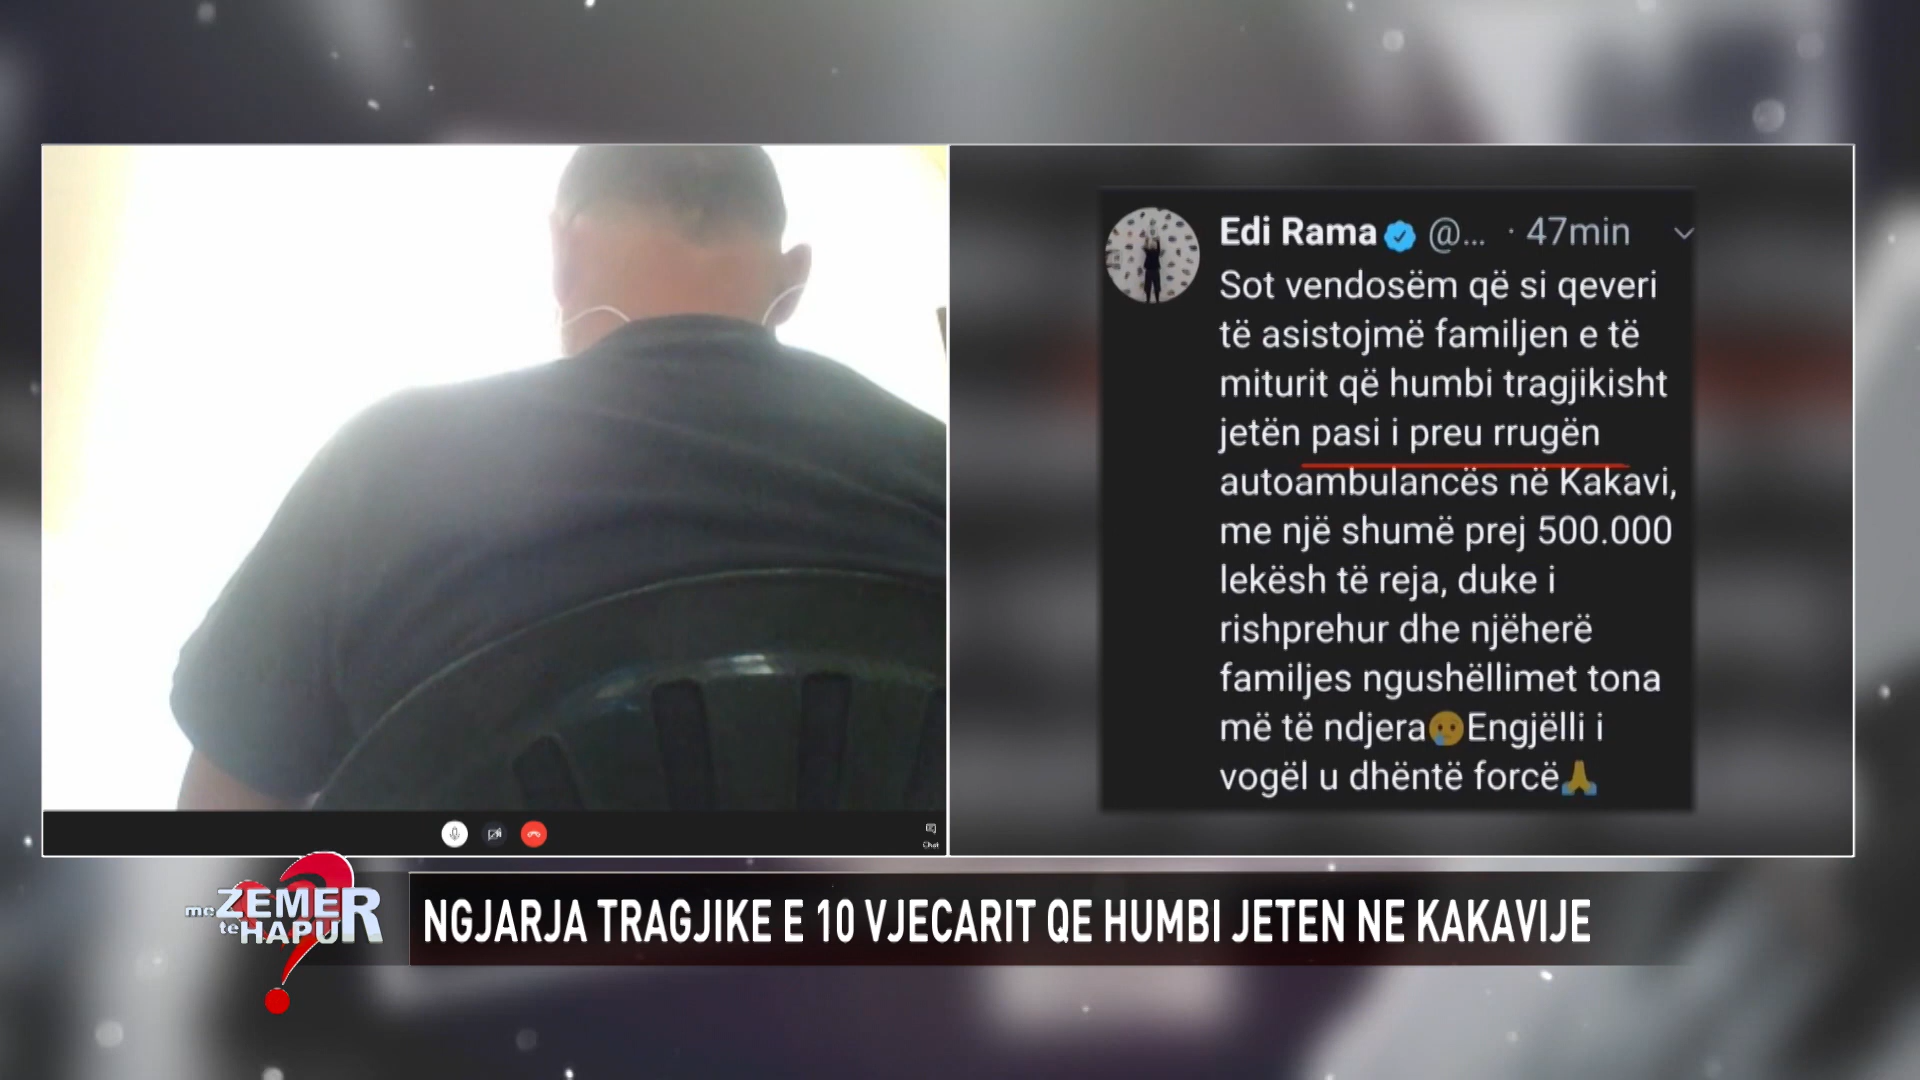 Edi Rama @... · 47min
Sot vendosëm që si qeveri
të asistojmë familjen e të
miturit që humbi tragjikisht
jetën pasi i preu rrugën
autoambulancës në Kakavi,
me një shumë prej 500.000
lekësh të reja, duke i
rishprehur dhe njëherë
familjes ngushëllimet tona
më të ndjera🥲Engjëlli i
vogël u dhëntë forcë🙏
Chat
me ZEMER
të HAPUR
NGJARJA TRAGJIKE E 10 VJECARIT QE HUMBI JETEN NE KAKAVIJE